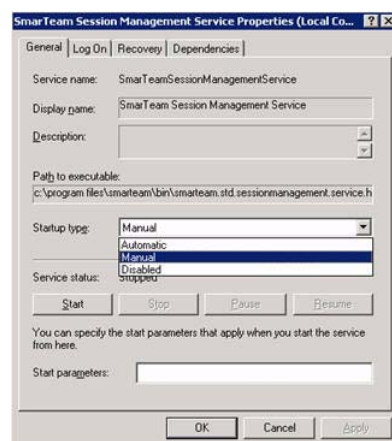 SmarTeam Session Management Service Properties (Local Co...
General Log On Recovery Dependencies
Service name: SmarTeamSessionManagementService
Display name: SmarTeam Session Management Service
Description:
Path to executable:
c:\program files\smarteam\bin\smarteam.std.sessionmanagement.service.h
Startup type: Manual
Automatic
Manual
Disabled
Service status: Stopped
Start Stop Pause Resume
You can specify the start parameters that apply when you start the service
from here.
Start parameters:
OK Cancel Apply